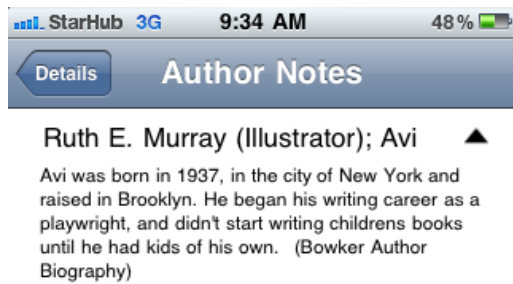 StarHub 3G 9:34 AM 48%
Details Author Notes
Ruth E. Murray (Illustrator); Avi
Avi was born in 1937, in the city of New York and
raised in Brooklyn. He began his writing career as a
playwright, and didn't start writing childrens books
until he had kids of his own. (Bowker Author
Biography)